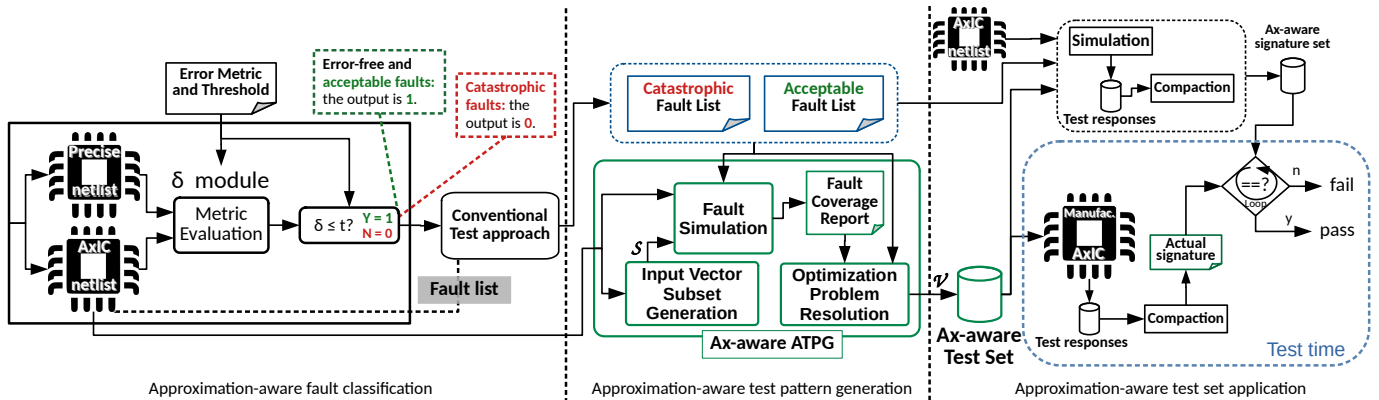 Error Metric
and Threshold
Error-free and
acceptable faults:
the output is 1.
Catastrophic
faults: the
output is 0.
Precise
netlist
AxIC
netlist
δ module
Metric
Evaluation
δ ≤ t?
Y = 1
N = 0
Conventional
Test approach
Fault list
Approximation-aware fault classification
Catastrophic
Fault List
Acceptable
Fault List
Fault
Simulation
Fault
Coverage
Report
S
Input Vector
Subset
Generation
Optimization
Problem
Resolution
Ax-aware ATPG
Approximation-aware test pattern generation
V
Ax-aware
Test Set
AxIC
netlist
Simulation
Compaction
Test responses
Ax-aware
signature set
Manufac.
AxIC
Test responses
Compaction
Actual
signature
==?
Loop
n
fail
y
pass
Test time
Approximation-aware test set application